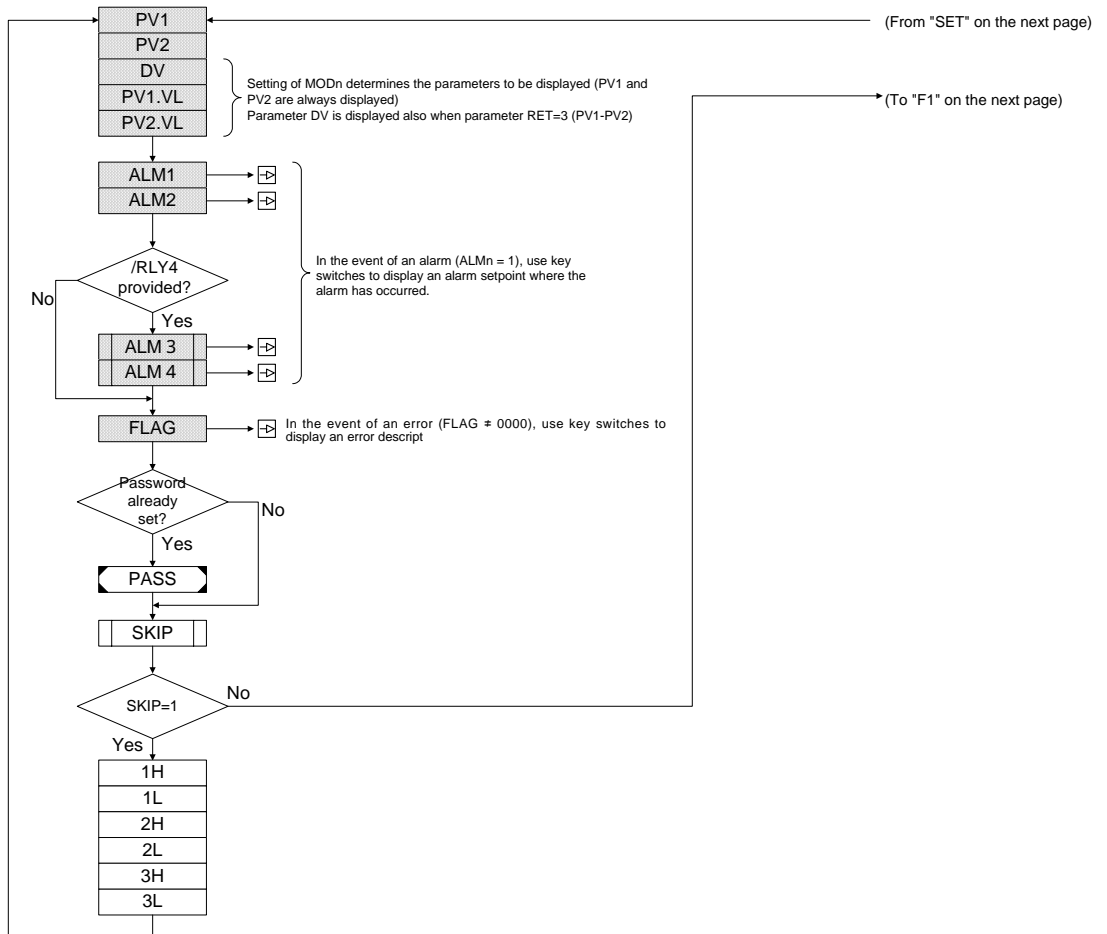 PV1
(From "SET" on the next page)
PV2
DV
PV1.VL
PV2.VL
Setting of MODn determines the parameters to be displayed (PV1 and
PV2 are always displayed)
Parameter DV is displayed also when parameter RET=3 (PV1-PV2)
(To "F1" on the next page)
ALM1
ALM2
/RLY4
provided?
No
Yes
In the event of an alarm (ALMn = 1), use key
switches to display an alarm setpoint where the
alarm has occurred.
ALM 3
ALM 4
FLAG
In the event of an error (FLAG ≠ 0000), use key switches to
display an error descript
Password
already
set?
No
Yes
PASS
SKIP
SKIP=1
No
Yes
1H
1L
2H
2L
3H
3L